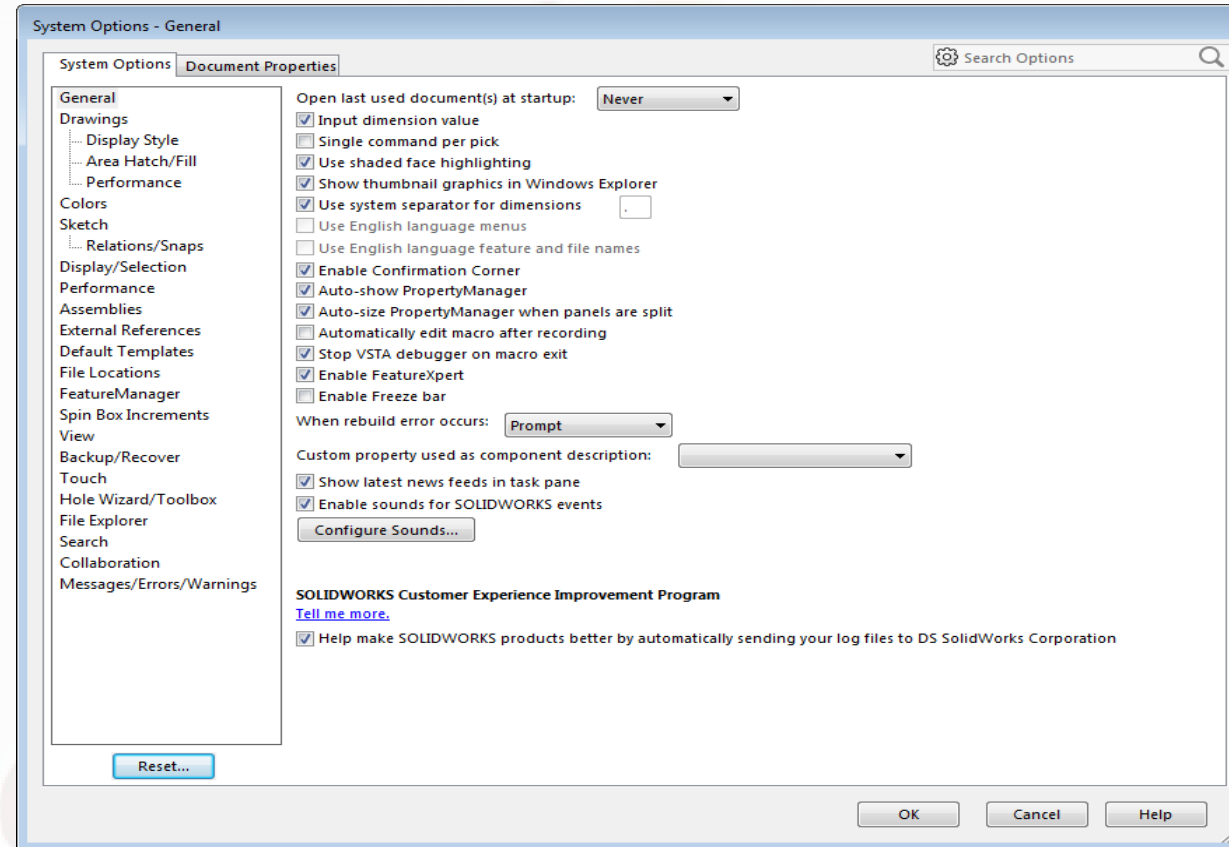 System Options - General
System Options Document Properties
Search Options
General
Drawings
Display Style
Area Hatch/Fill
Performance
Colors
Sketch
Relations/Snaps
Display/Selection
Performance
Assemblies
External References
Default Templates
File Locations
FeatureManager
Spin Box Increments
View
Backup/Recover
Touch
Hole Wizard/Toolbox
File Explorer
Search
Collaboration
Messages/Errors/Warnings
Reset...
Open last used document(s) at startup: Never
Input dimension value
Single command per pick
Use shaded face highlighting
Show thumbnail graphics in Windows Explorer
Use system separator for dimensions .
Use English language menus
Use English language feature and file names
Enable Confirmation Corner
Auto-show PropertyManager
Auto-size PropertyManager when panels are split
Automatically edit macro after recording
Stop VSTA debugger on macro exit
Enable FeatureXpert
Enable Freeze bar
When rebuild error occurs: Prompt
Custom property used as component description:
Show latest news feeds in task pane
Enable sounds for SOLIDWORKS events
Configure Sounds...
SOLIDWORKS Customer Experience Improvement Program
Tell me more.
Help make SOLIDWORKS products better by automatically sending your log files to DS SolidWorks Corporation
OK Cancel Help